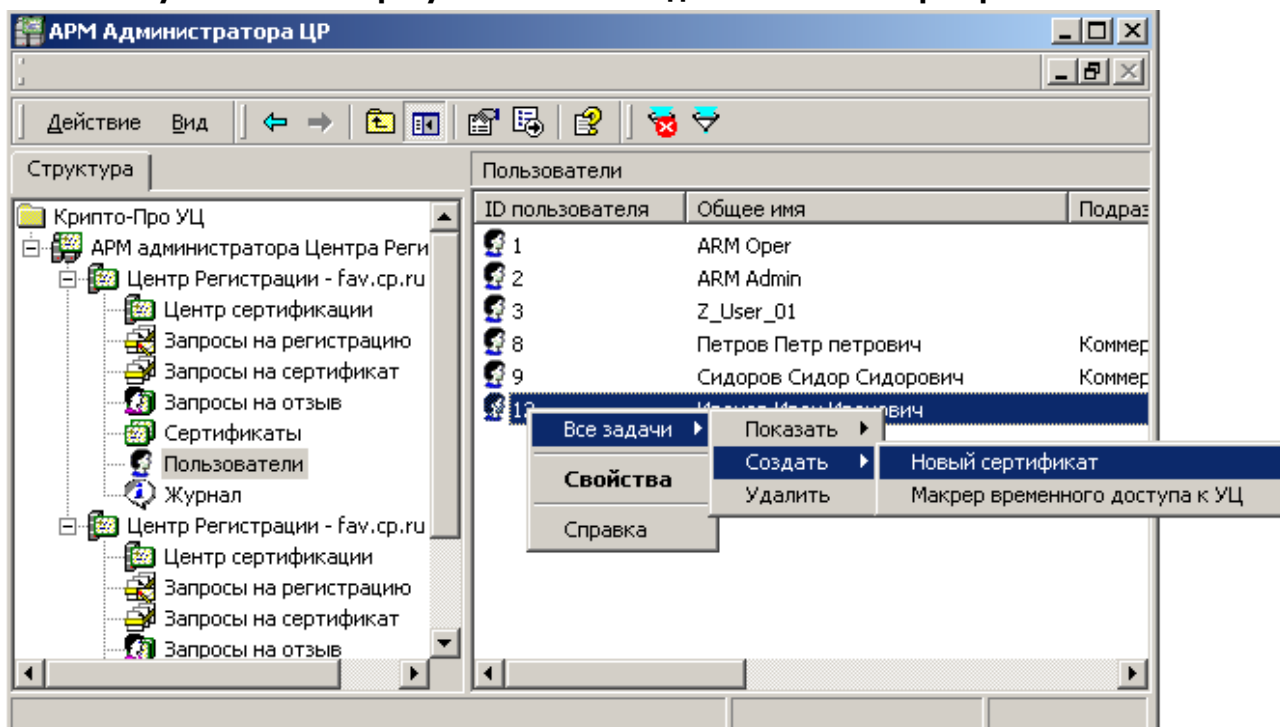 АРМ Администратора ЦР
Действие Вид
Структура
Пользователи
Крипто-Про УЦ
АРМ администратора Центра Реги
Центр Регистрации - fav.cp.ru
Центр сертификации
Запросы на регистрацию
Запросы на сертификат
Запросы на отзыв
Сертификаты
Пользователи
Журнал
Центр Регистрации - fav.cp.ru
Центр сертификации
Запросы на регистрацию
Запросы на сертификат
Запросы на отзыв
ID пользователя Общее имя Подраз
1 ARM Oper
2 ARM Admin
3 Z_User_01
8 Петров Петр петрович Коммер
9 Сидоров Сидор Сидорович Коммер
Все задачи
Свойства
Справка
Показать
Создать
Удалить
Новый сертификат
Макрер временного доступа к УЦ